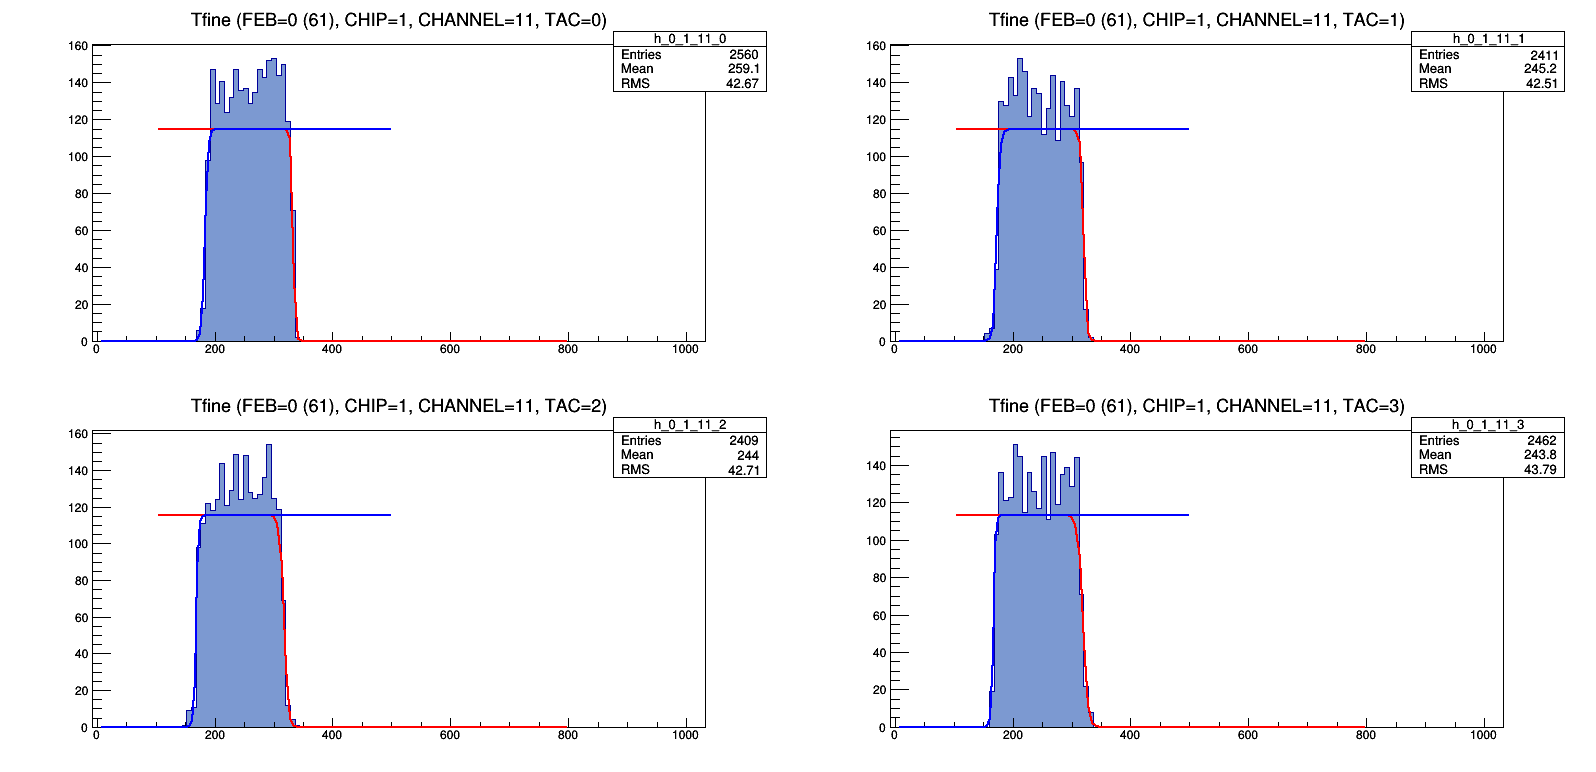 Tfine (FEB=0 (61), CHIP=1, CHANNEL=11, TAC=0)
h_0_1_11_0
Entries 2560
Mean 259.1
RMS 42.67
160
140
120
100
80
60
40
20
0
0 200 400 600 800 1000
Tfine (FEB=0 (61), CHIP=1, CHANNEL=11, TAC=1)
h_0_1_11_1
Entries 2411
Mean 245.2
RMS 42.51
160
140
120
100
80
60
40
20
0
0 200 400 600 800 1000
Tfine (FEB=0 (61), CHIP=1, CHANNEL=11, TAC=2)
h_0_1_11_2
Entries 2409
Mean 244
RMS 42.71
160
140
120
100
80
60
40
20
0
0 200 400 600 800 1000
Tfine (FEB=0 (61), CHIP=1, CHANNEL=11, TAC=3)
h_0_1_11_3
Entries 2462
Mean 243.8
RMS 43.79
140
120
100
80
60
40
20
0
0 200 400 600 800 1000